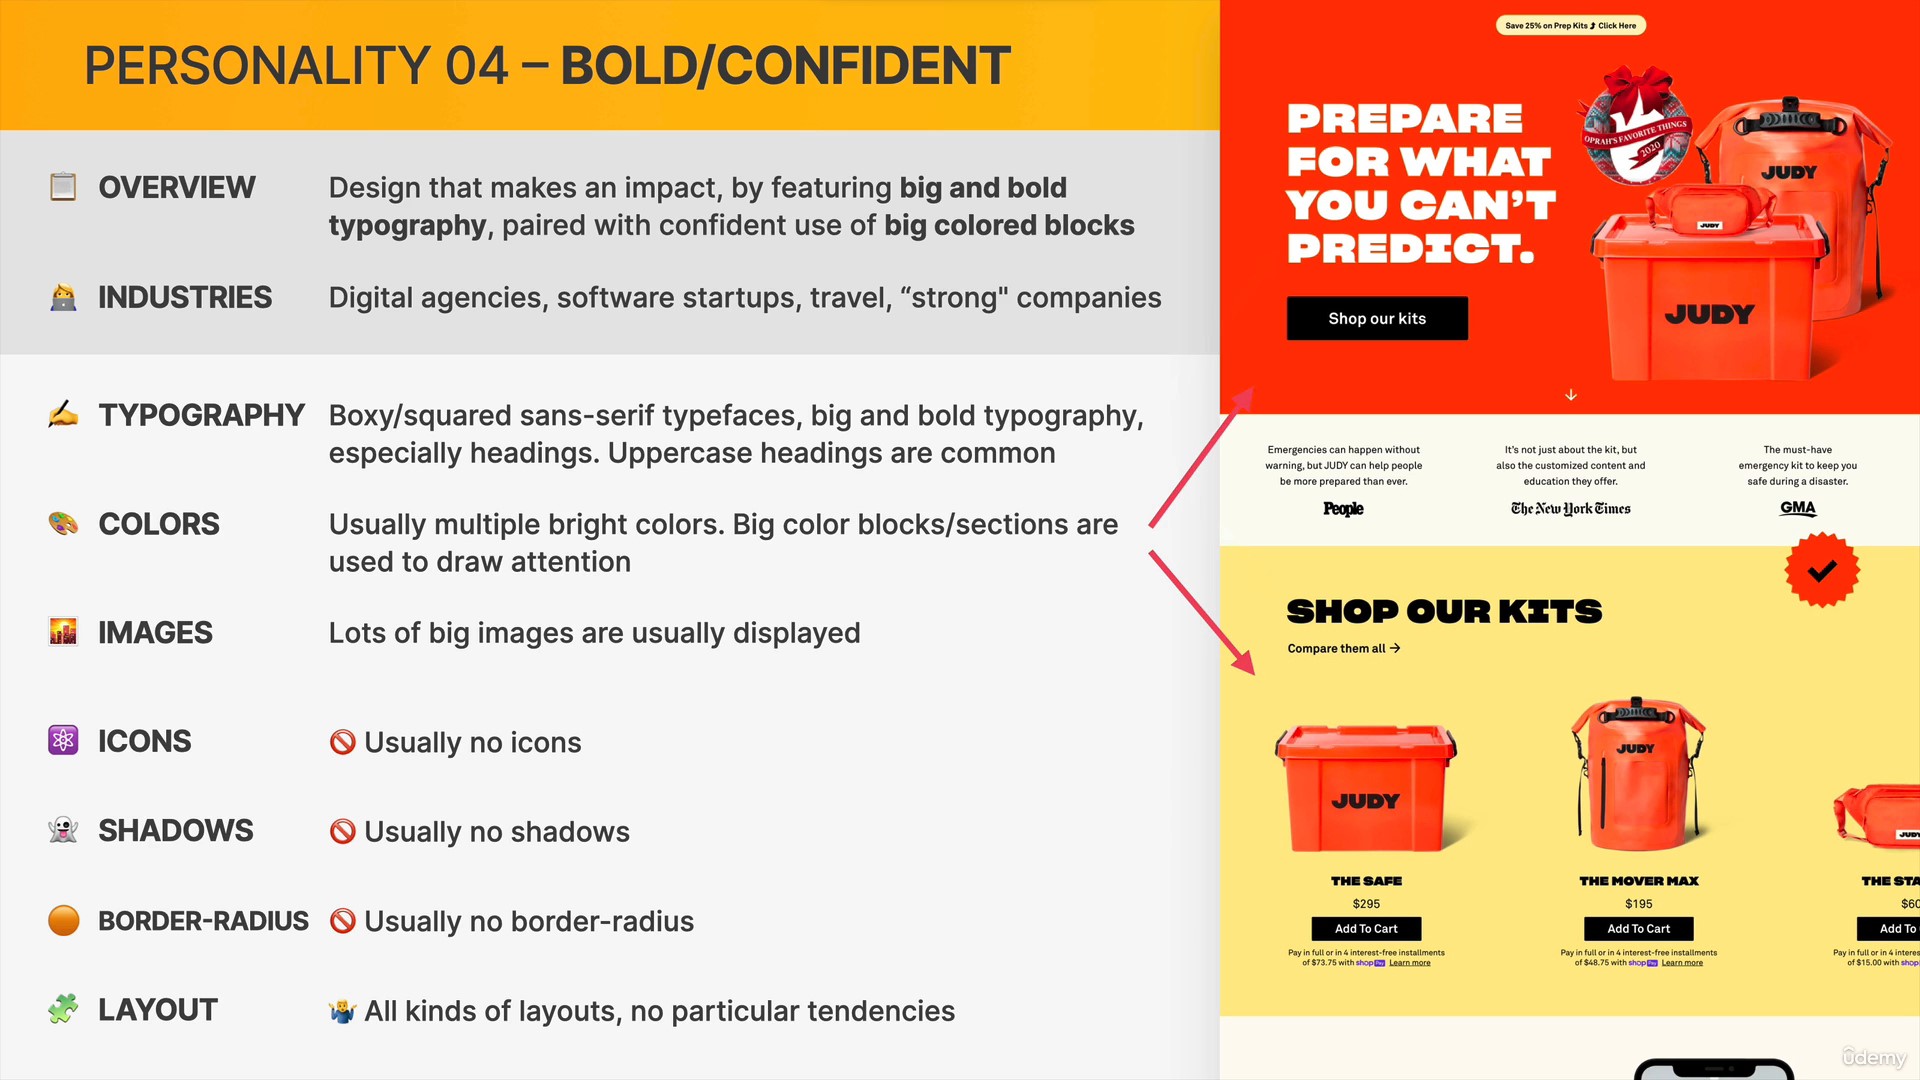 PERSONALITY 04 – BOLD/CONFIDENT
OVERVIEW
Design that makes an impact, by featuring big and bold
typography, paired with confident use of big colored blocks
INDUSTRIES
Digital agencies, software startups, travel, “strong" companies
TYPOGRAPHY
Boxy/squared sans-serif typefaces, big and bold typography,
especially headings. Uppercase headings are common
COLORS
Usually multiple bright colors. Big color blocks/sections are
used to draw attention
IMAGES
Lots of big images are usually displayed
ICONS
Usually no icons
SHADOWS
Usually no shadows
BORDER-RADIUS
Usually no border-radius
LAYOUT
All kinds of layouts, no particular tendencies
Save 25% on Prep Kits Click Here
PREPARE
FOR WHAT
YOU CAN'T
PREDICT.
Shop our kits
OPRAH'S FAVORITE THINGS
2020
JUDY
JUDY
JUDY
Emergencies can happen without
warning, but JUDY can help people
be more prepared than ever.
People
It's not just about the kit, but
also the customized content and
education they offer.
The New York Times
The must-have
emergency kit to keep you
safe during a disaster.
GMA
SHOP OUR KITS
Compare them all →
JUDY
JUDY
JUDY
THE SAFE
$295
Add To Cart
Pay in full or in 4 interest-free installments
of $73.75 with shop Pay Learn more
THE MOVER MAX
$195
Add To Cart
Pay in full or in 4 interest-free installments
of $48.75 with shop Pay Learn more
THE STA
$60
Add To
Pay in full or in 4 interes
of $15.00 with shop
udemy